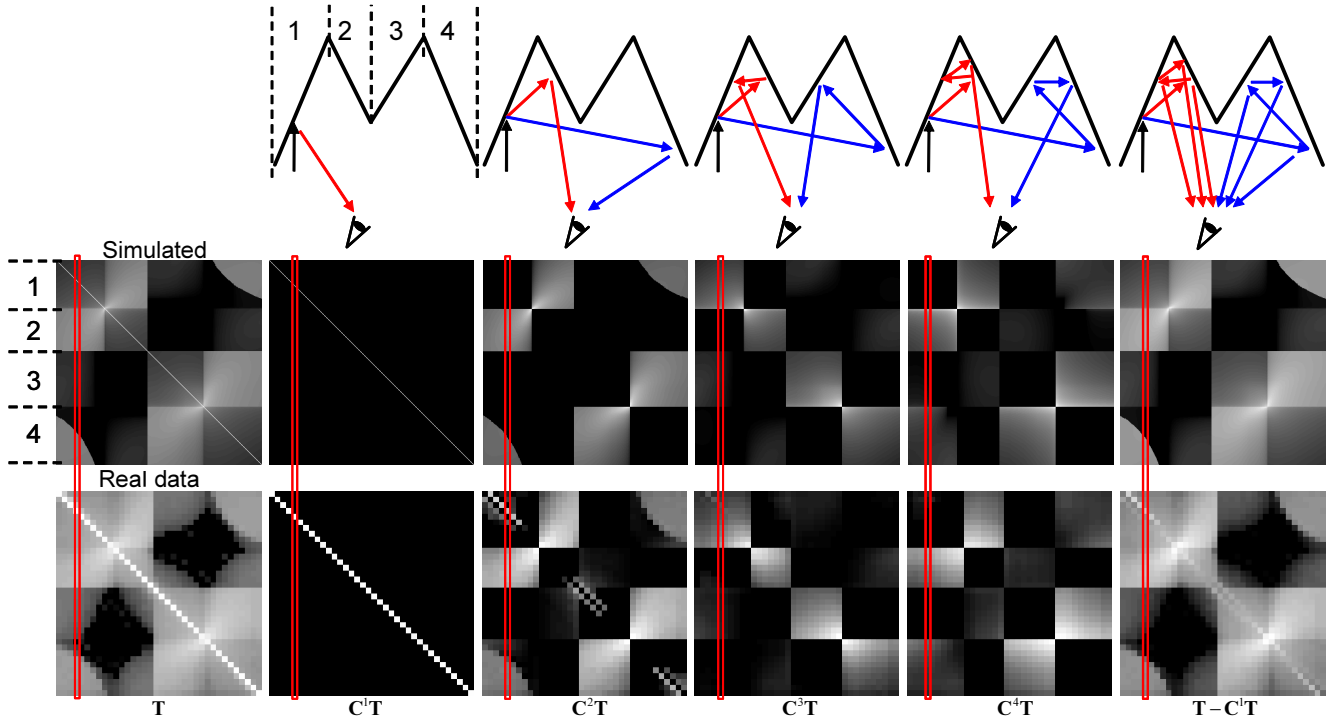 1 2 3 4
Simulated
1
2
3
4
Real data
T C¹T C²T C³T C⁴T T − C¹T